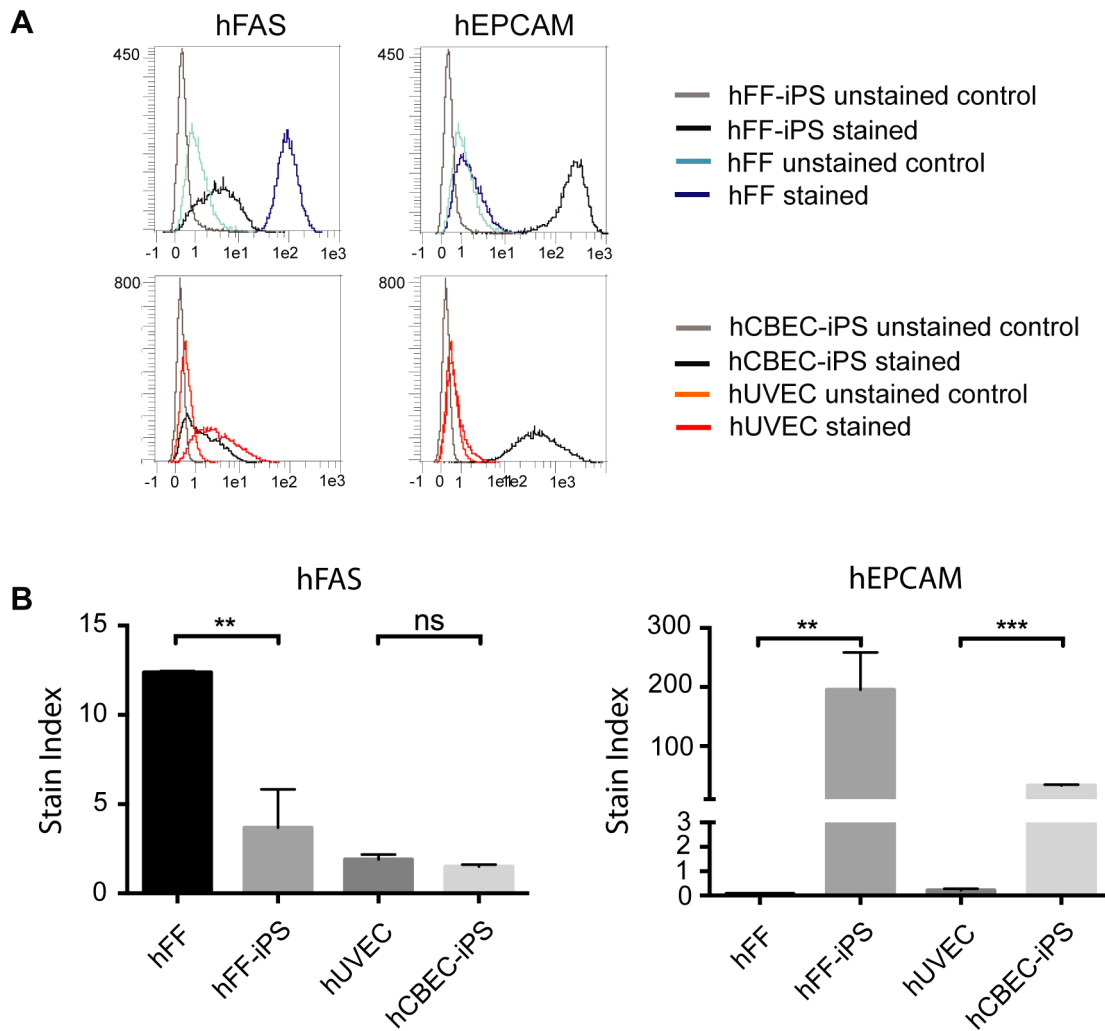 A
hFAS
hEPCAM
450
450
-1 0 1 1e1 1e2 1e3
-1 0 1 1e1 1e2 1e3
hFF-iPS unstained control
hFF-iPS stained
hFF unstained control
hFF stained
800
800
-1 0 1 1e1 1e2 1e3
-1 0 1 1e2 1e3
hCBEC-iPS unstained control
hCBEC-iPS stained
hUVEC unstained control
hUVEC stained
B
hFAS
hEPCAM
15
10
5
0
Stain Index
**
ns
hFF
hFF-iPS
hUVEC
hCBEC-iPS
300
200
100
3
2
1
0
Stain Index
**
***
hFF
hFF-iPS
hUVEC
hCBEC-iPS